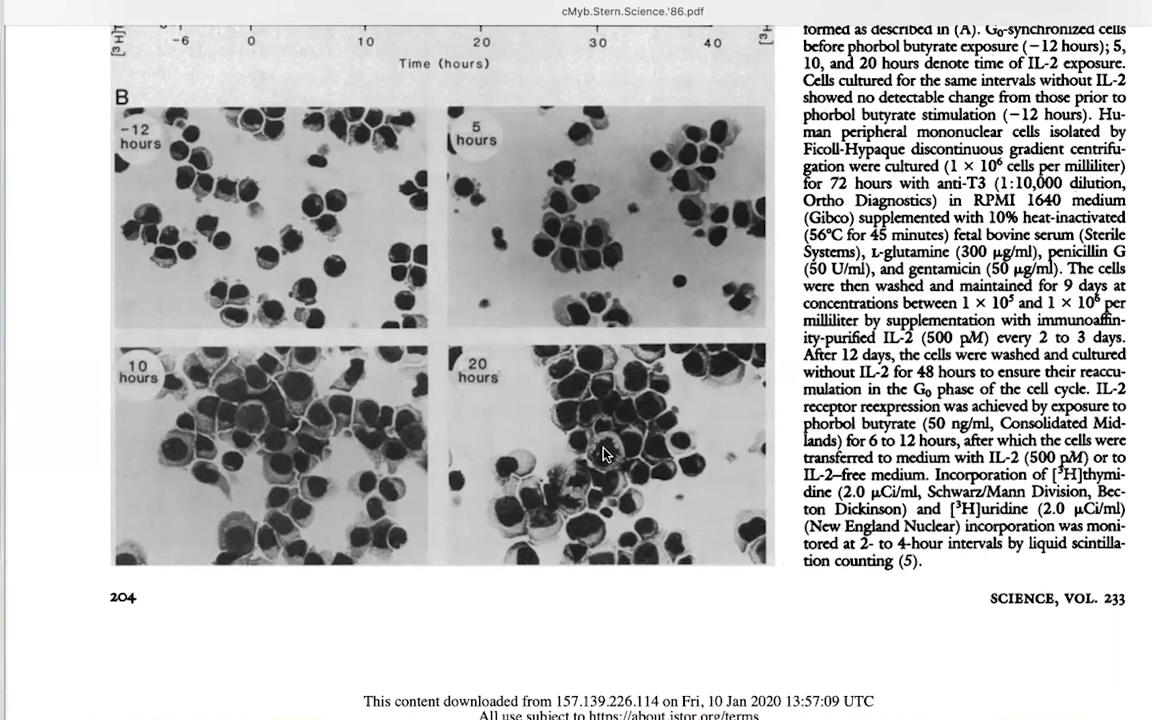 cMyb.Stern.Science.'86.pdf
[3H]
-6 0 10 20 30 40
[3H
Time (hours)
B
-12 hours
5 hours
10 hours
20 hours
formed as described in (A). G0-synchronized cells
before phorbol butyrate exposure (−12 hours); 5,
10, and 20 hours denote time of IL-2 exposure.
Cells cultured for the same intervals without IL-2
showed no detectable change from those prior to
phorbol butyrate stimulation (−12 hours). Hu-
man peripheral mononuclear cells isolated by
Ficoll-Hypaque discontinuous gradient centrifu-
gation were cultured (1 × 10⁶ cells per milliliter)
for 72 hours with anti-T3 (1:10,000 dilution,
Ortho Diagnostics) in RPMI 1640 medium
(Gibco) supplemented with 10% heat-inactivated
(56°C for 45 minutes) fetal bovine serum (Sterile
Systems), L-glutamine (300 μg/ml), penicillin G
(50 U/ml), and gentamicin (50 μg/ml). The cells
were then washed and maintained for 9 days at
concentrations between 1 × 10⁵ and 1 × 10⁶ per
milliliter by supplementation with immunoaffin-
ity-purified IL-2 (500 pM) every 2 to 3 days.
After 12 days, the cells were washed and cultured
without IL-2 for 48 hours to ensure their reaccu-
mulation in the G0 phase of the cell cycle. IL-2
receptor reexpression was achieved by exposure to
phorbol butyrate (50 ng/ml, Consolidated Mid-
lands) for 6 to 12 hours, after which the cells were
transferred to medium with IL-2 (500 pM) or to
IL-2–free medium. Incorporation of [³H]thymi-
dine (2.0 μCi/ml, Schwarz/Mann Division, Bec-
ton Dickinson) and [³H]uridine (2.0 μCi/ml)
(New England Nuclear) incorporation was moni-
tored at 2- to 4-hour intervals by liquid scintilla-
tion counting (5).
204
SCIENCE, VOL. 233
This content downloaded from 157.139.226.114 on Fri, 10 Jan 2020 13:57:09 UTC
All use subject to https://about.jstor.org/terms